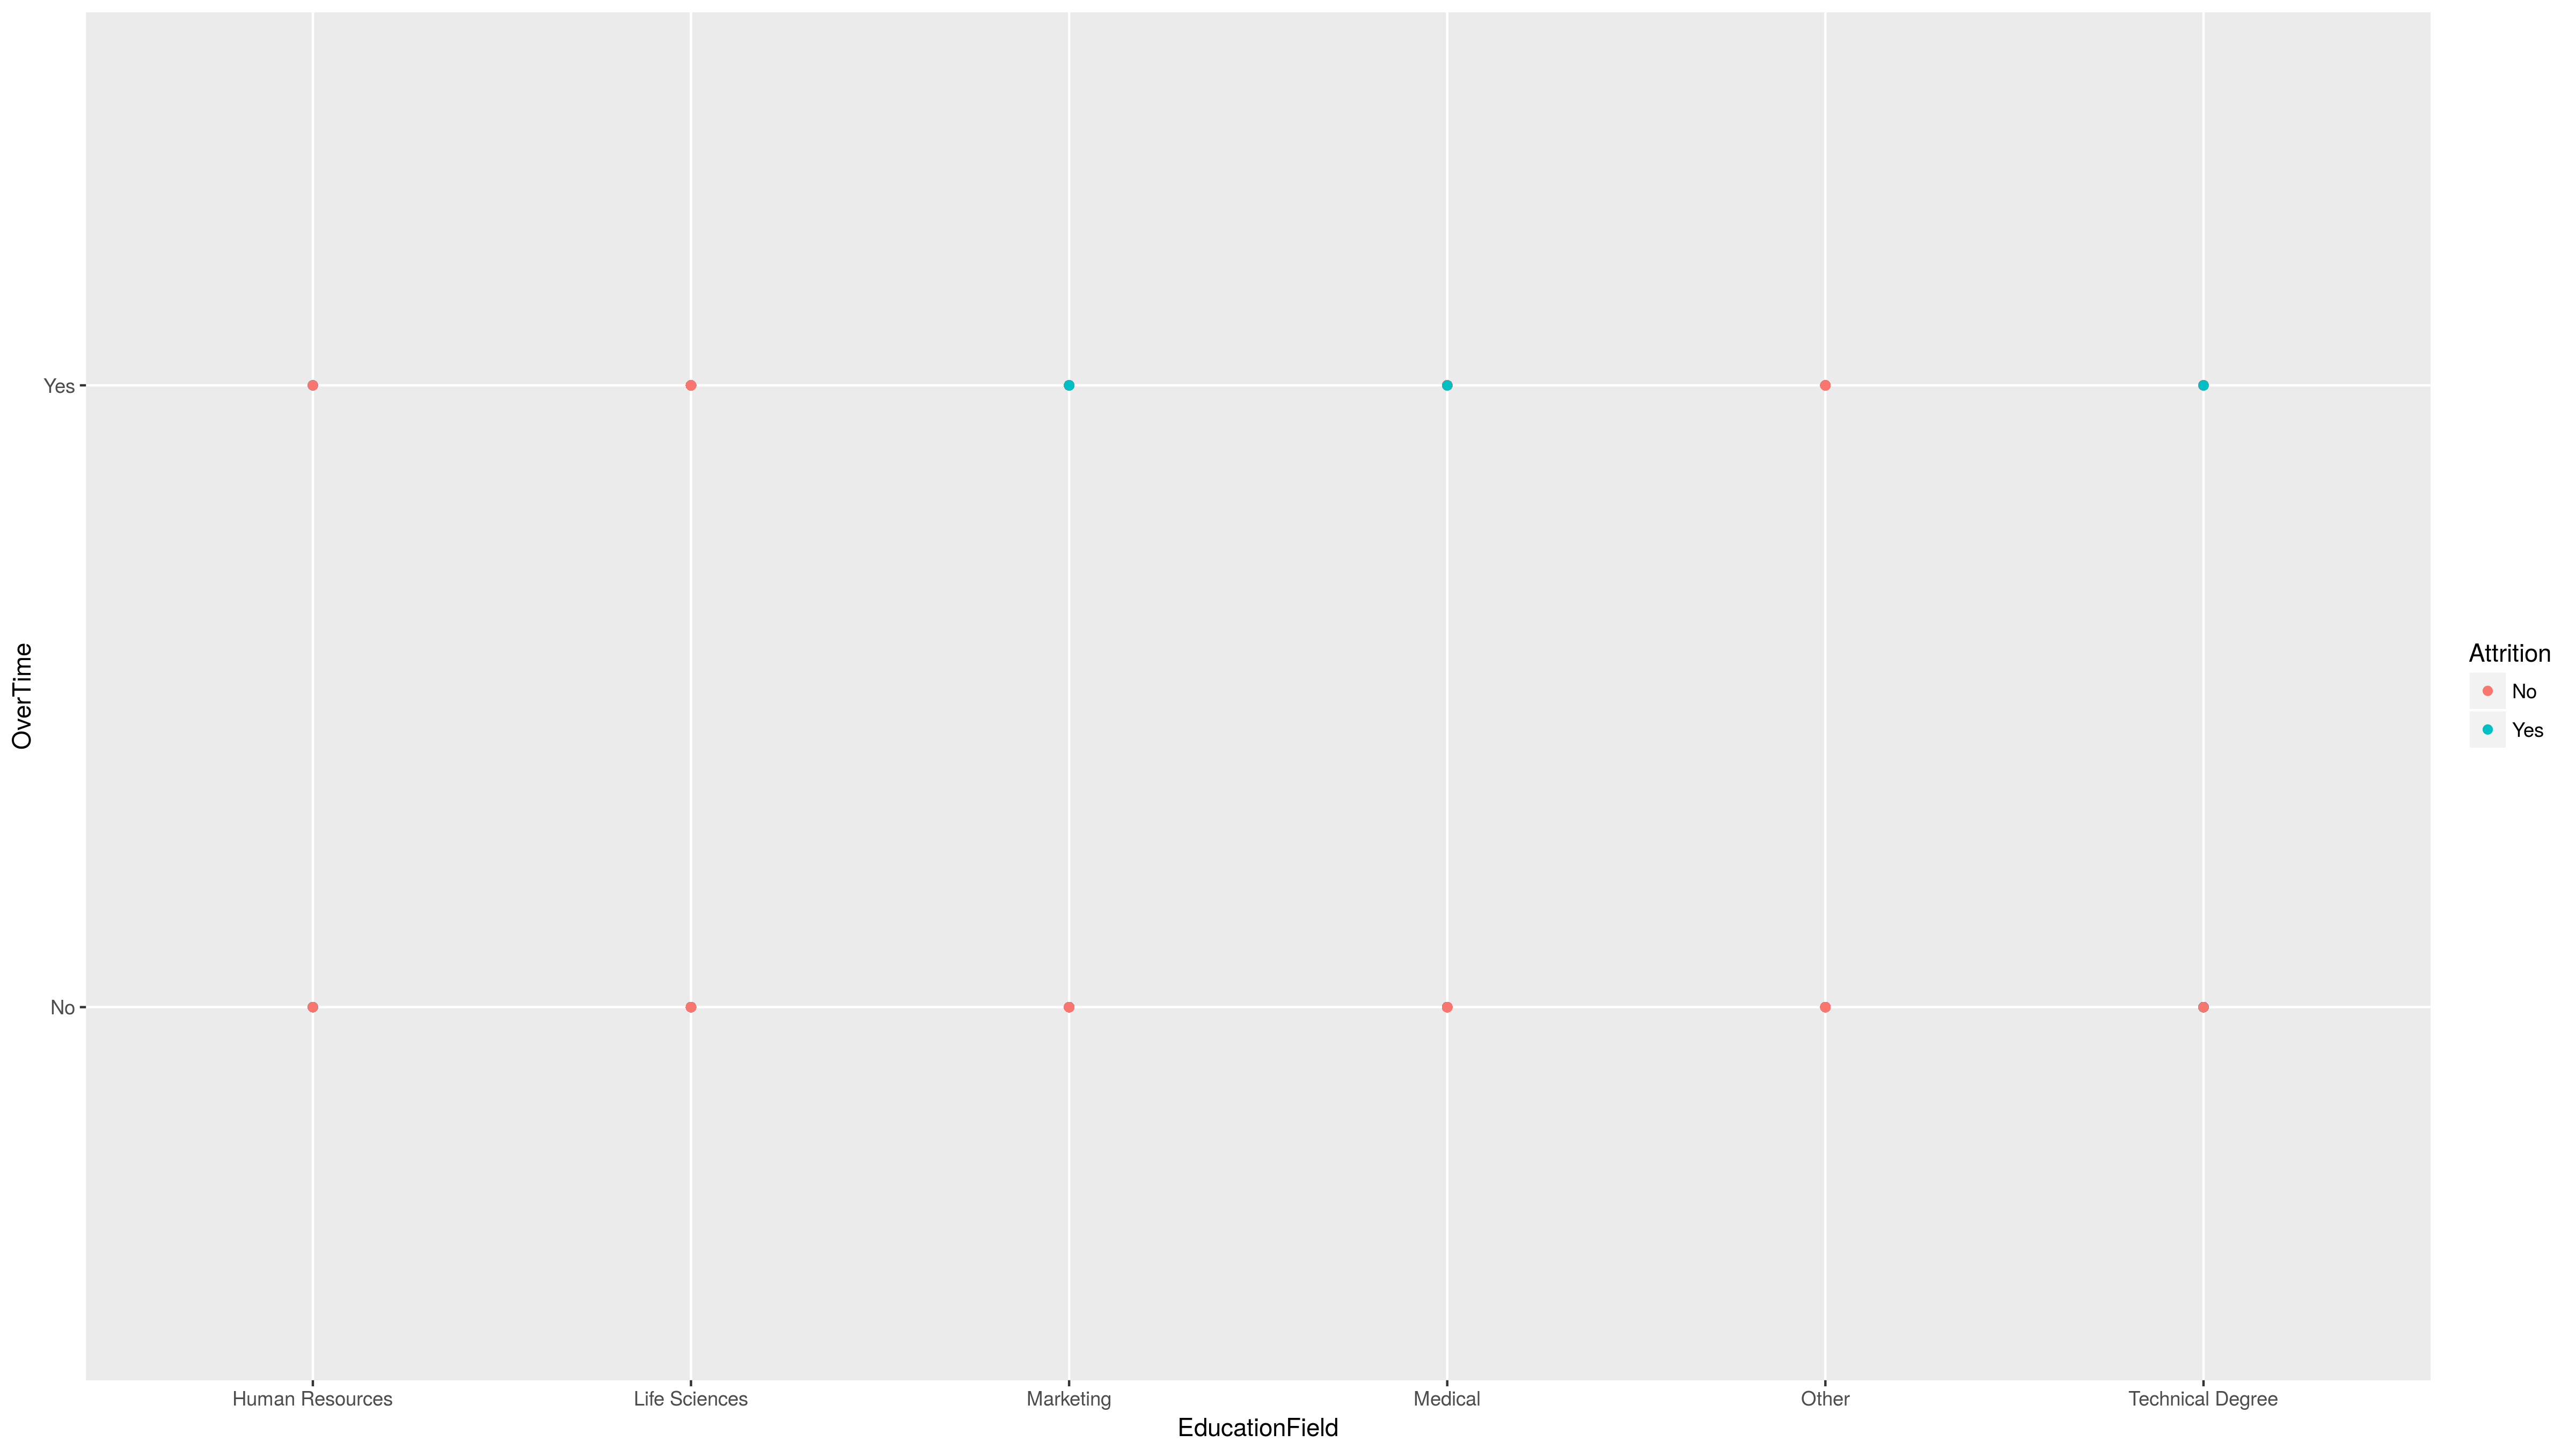 Yes
No
OverTime
Human Resources
Life Sciences
Marketing
Medical
Other
Technical Degree
EducationField
Attrition
No
Yes